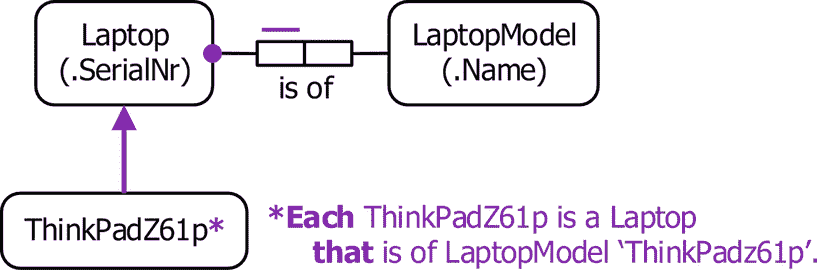 Laptop
(.SerialNr)
LaptopModel
(.Name)
is of
ThinkPadZ61p*
*Each ThinkPadZ61p is a Laptop
that is of LaptopModel ‘ThinkPadz61p’.